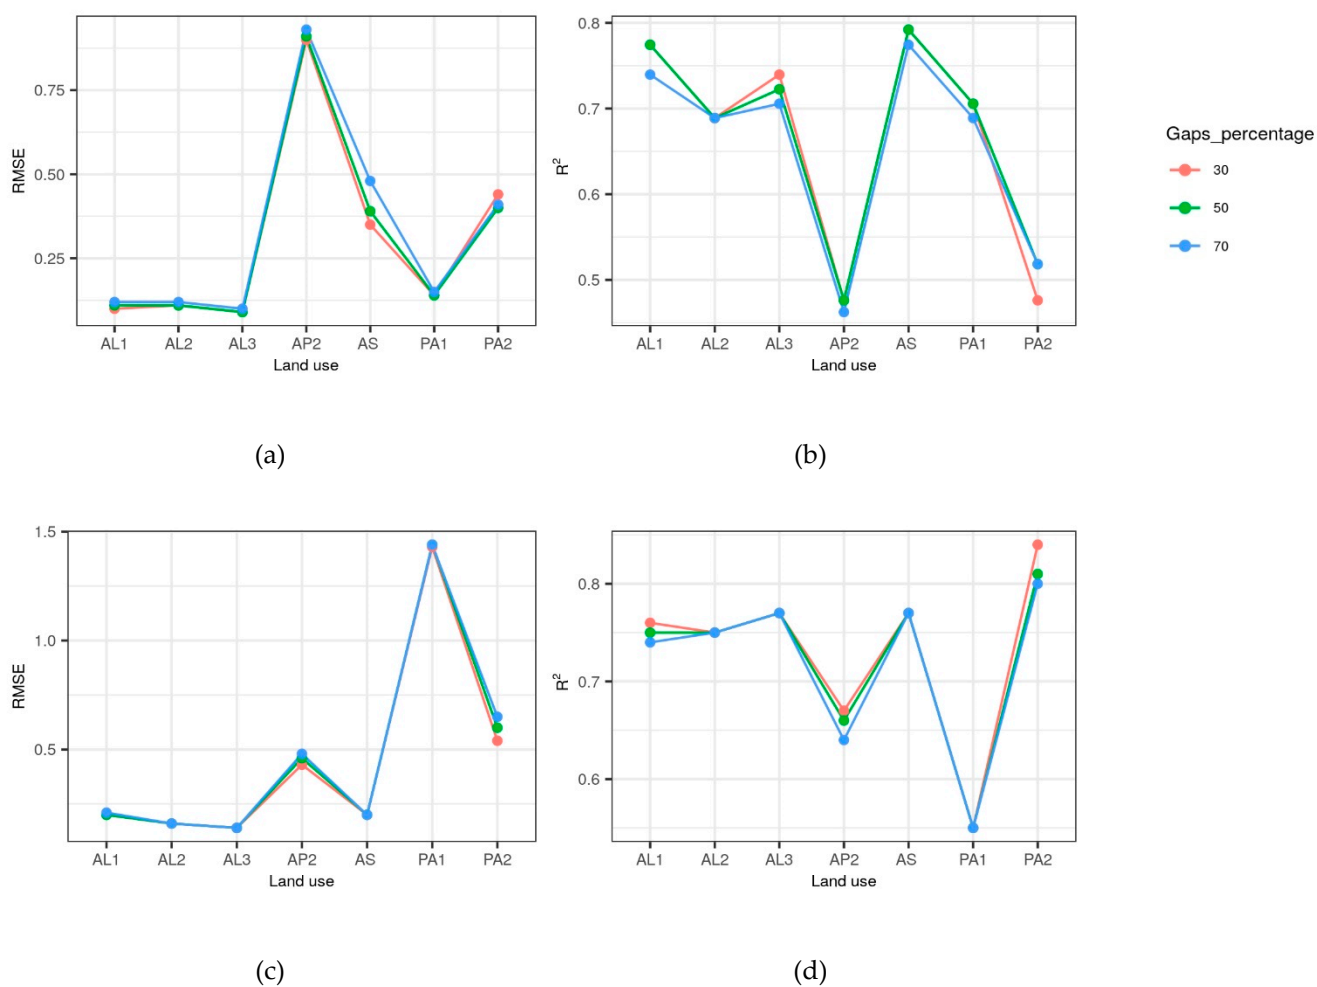 RMSE
0.75
0.50
0.25
AL1 AL2 AL3 AP2 AS PA1 PA2
Land use
(a)
R²
0.8
0.7
0.6
0.5
AL1 AL2 AL3 AP2 AS PA1 PA2
Land use
(b)
Gaps_percentage
30
50
70
RMSE
1.5
1.0
0.5
AL1 AL2 AL3 AP2 AS PA1 PA2
Land use
(c)
R²
0.8
0.7
0.6
AL1 AL2 AL3 AP2 AS PA1 PA2
Land use
(d)